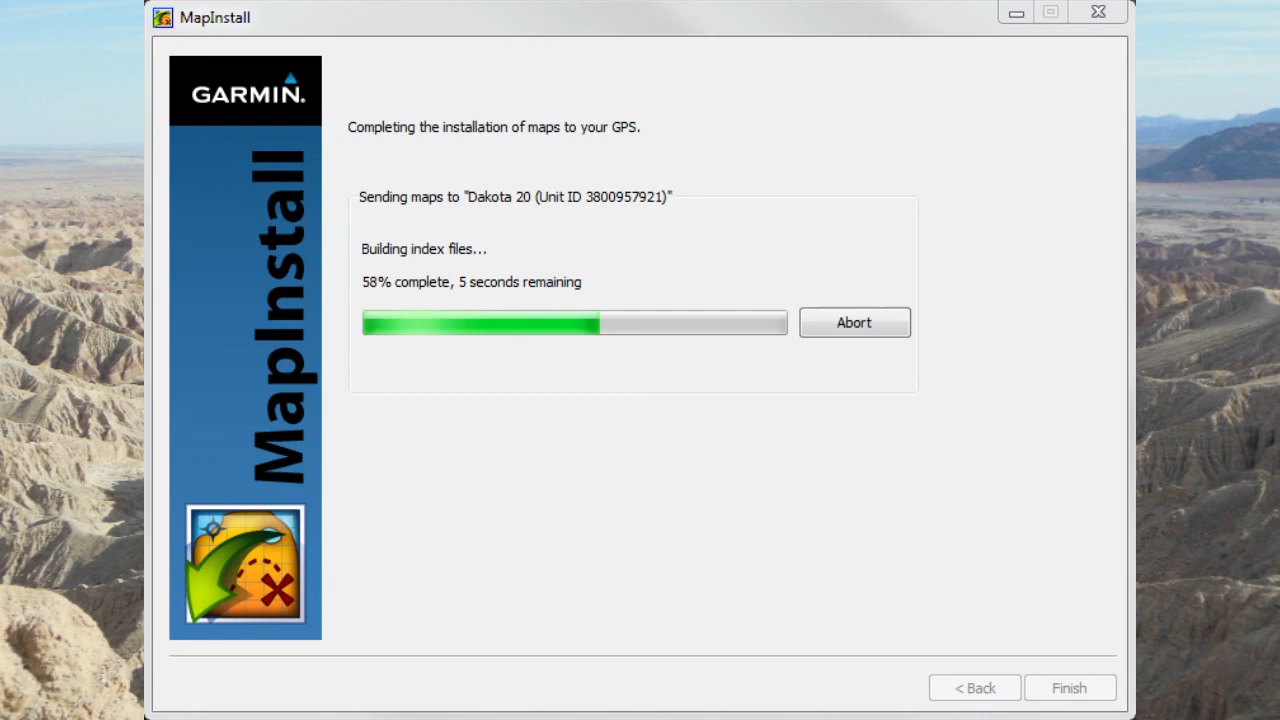 MapInstall
GARMIN.
MapInstall
Completing the installation of maps to your GPS.
Sending maps to "Dakota 20 (Unit ID 3800957921)"
Building index files...
58% complete, 5 seconds remaining
Abort
< Back
Finish